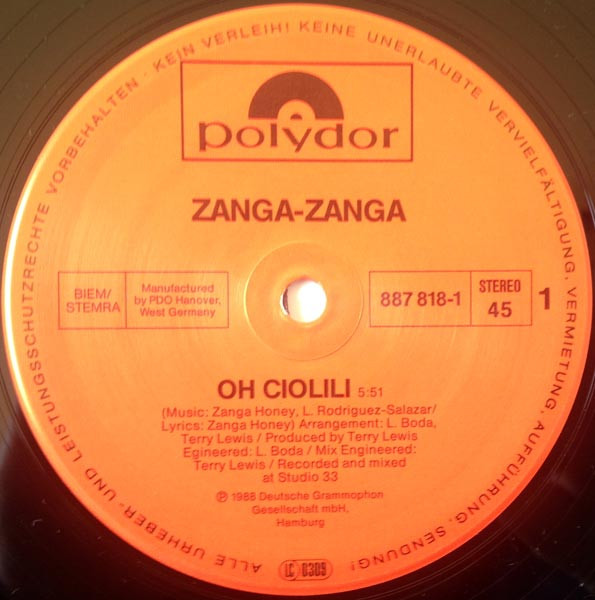 ALLE URHEBER- UND LEISTUNGSSCHUTZRECHTE VORBEHALTEN · KEIN VERLEIH! KEINE UNERLAUBTE VERVIELFÄLTIGUNG, VERMIETUNG, AUFFÜHRUNG, SENDUNG!
polydor
ZANGA-ZANGA
BIEM/
STEMRA
Manufactured
by PDO Hanover,
West Germany
887 818-1
STEREO
45
1
OH CIOLILI 5:51
(Music: Zanga Honey, L. Rodriguez-Salazar/
Lyrics: Zanga Honey) Arrangement: L. Boda,
Terry Lewis / Produced by Terry Lewis
Egineered: L. Boda / Mix Engineered:
Terry Lewis / Recorded and mixed
at Studio 33
℗ 1988 Deutsche Grammophon
Gesellschaft mbH,
Hamburg
LC 0309